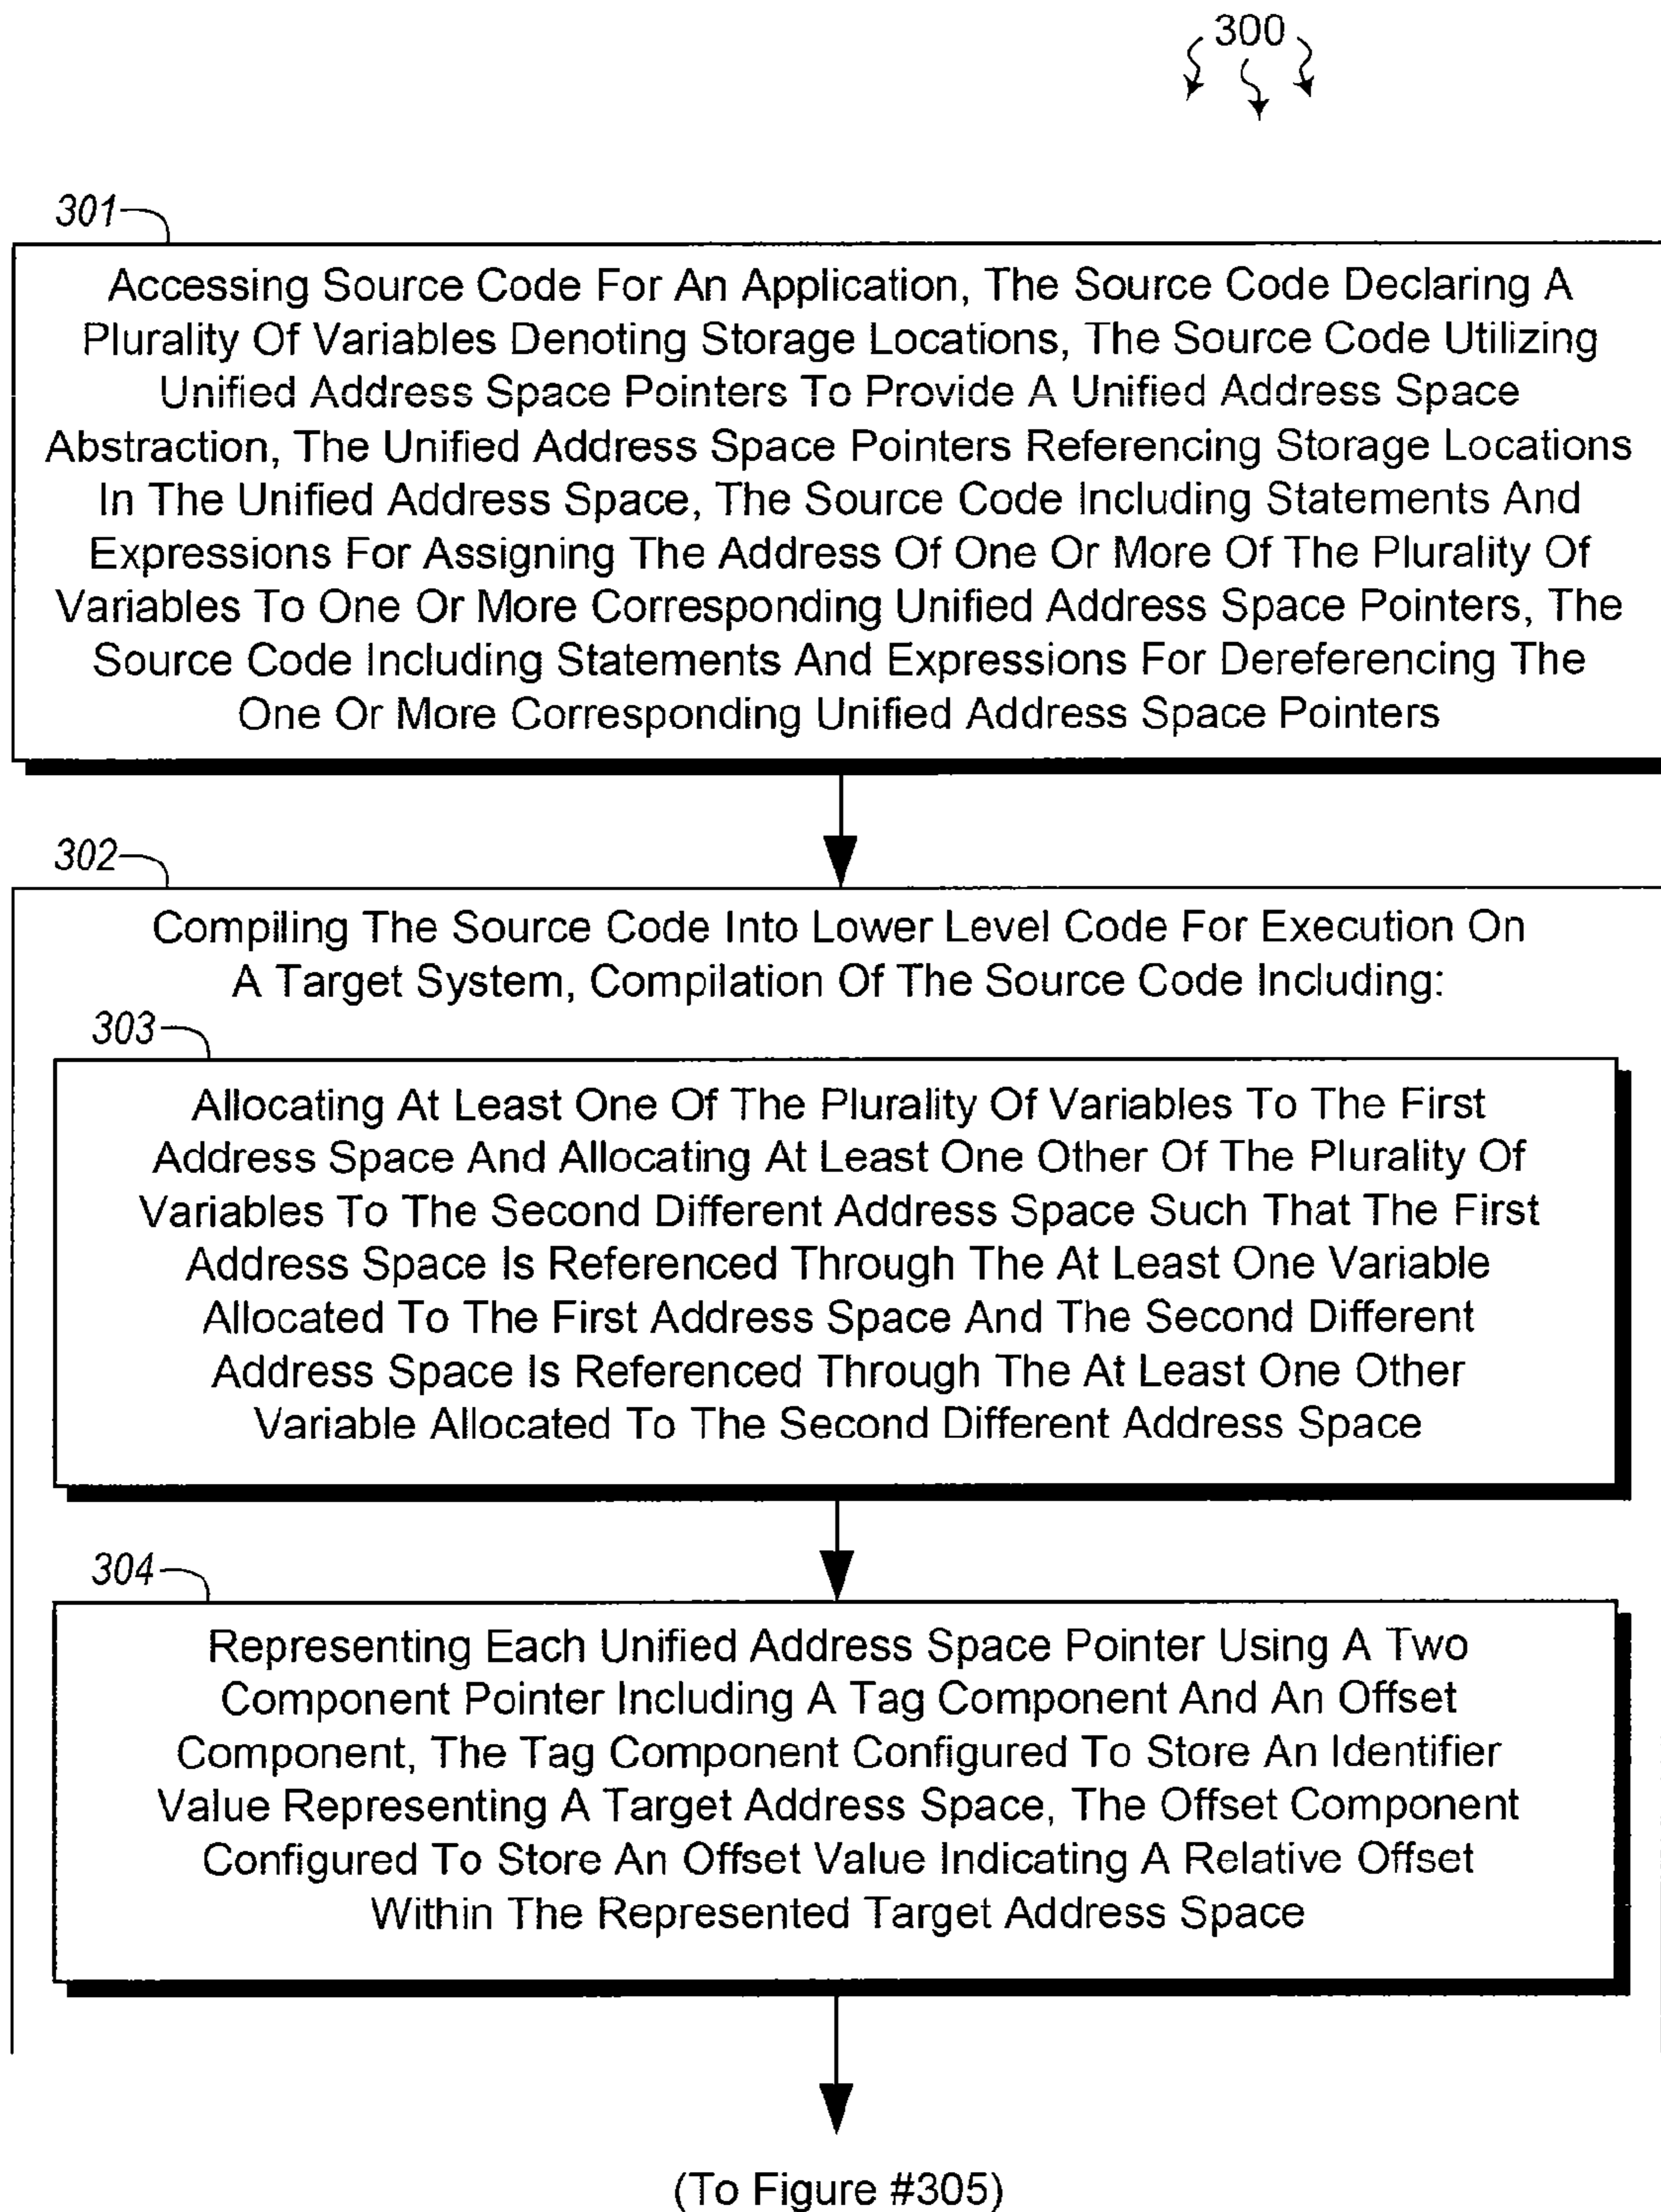 300
301
Accessing Source Code For An Application, The Source Code Declaring A
Plurality Of Variables Denoting Storage Locations, The Source Code Utilizing
Unified Address Space Pointers To Provide A Unified Address Space
Abstraction, The Unified Address Space Pointers Referencing Storage Locations
In The Unified Address Space, The Source Code Including Statements And
Expressions For Assigning The Address Of One Or More Of The Plurality Of
Variables To One Or More Corresponding Unified Address Space Pointers, The
Source Code Including Statements And Expressions For Dereferencing The
One Or More Corresponding Unified Address Space Pointers
302
Compiling The Source Code Into Lower Level Code For Execution On
A Target System, Compilation Of The Source Code Including:
303
Allocating At Least One Of The Plurality Of Variables To The First
Address Space And Allocating At Least One Other Of The Plurality Of
Variables To The Second Different Address Space Such That The First
Address Space Is Referenced Through The At Least One Variable
Allocated To The First Address Space And The Second Different
Address Space Is Referenced Through The At Least One Other
Variable Allocated To The Second Different Address Space
304
Representing Each Unified Address Space Pointer Using A Two
Component Pointer Including A Tag Component And An Offset
Component, The Tag Component Configured To Store An Identifier
Value Representing A Target Address Space, The Offset Component
Configured To Store An Offset Value Indicating A Relative Offset
Within The Represented Target Address Space
(To Figure #305)